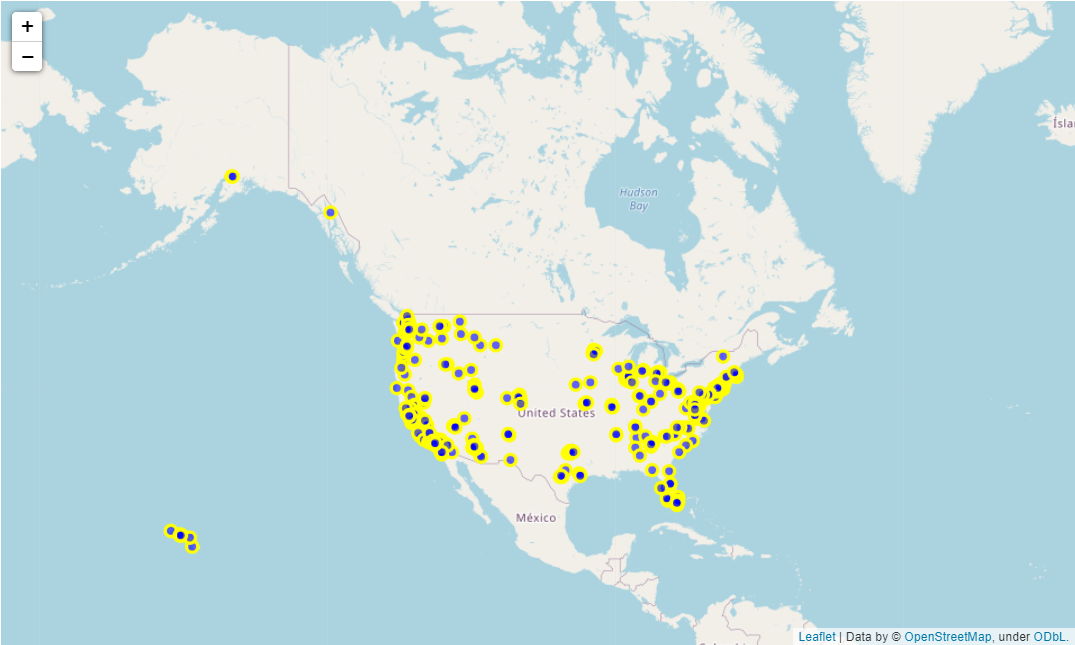 +
−
Ísla
Hudson
Bay
United States
México
Leaflet | Data by © OpenStreetMap, under ODbL.